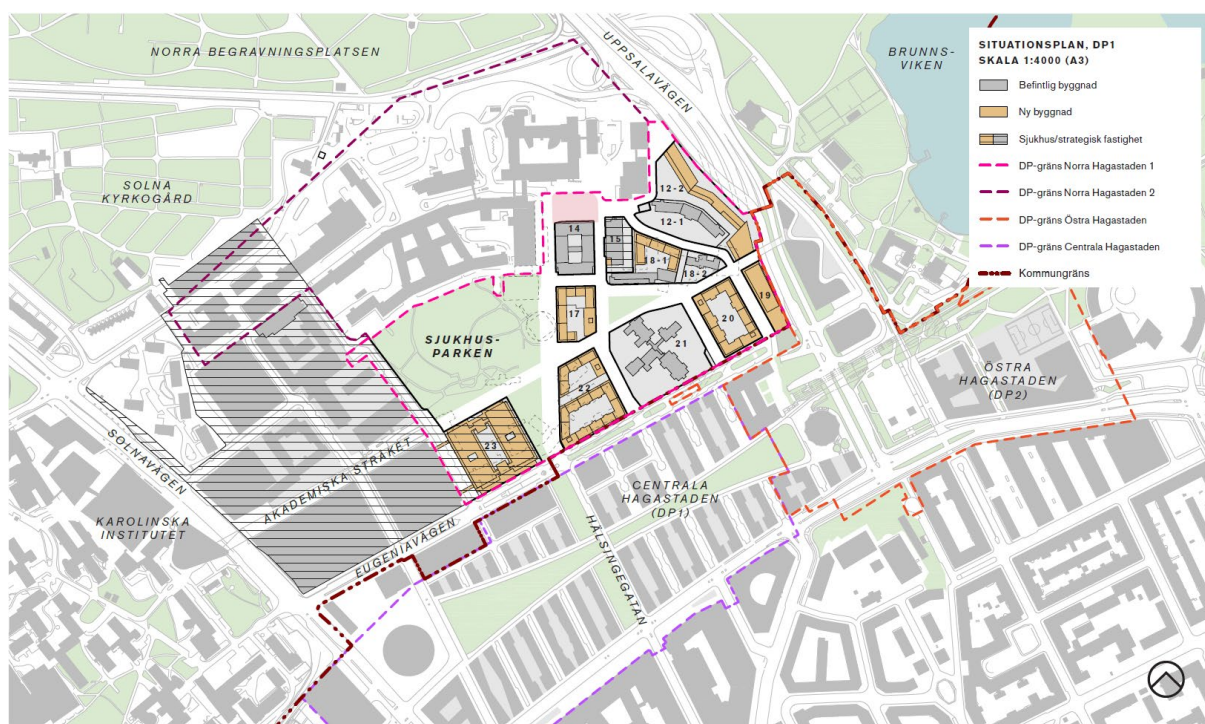 NORRA BEGRAVNINGSPLATSEN
UPPSALAVÄGEN
BRUNNS-
VIKEN
SITUATIONSPLAN, DP1
SKALA 1:4000 (A3)
Befintlig byggnad
Ny byggnad
Sjukhus/strategisk fastighet
DP-gräns Norra Hagastaden 1
DP-gräns Norra Hagastaden 2
DP-gräns Östra Hagastaden
DP-gräns Centrala Hagastaden
Kommungräns
SOLNA
KYRKOGÅRD
12-2
12-1
14
15
18-1
18-2
19
17
20
21
SJUKHUS-
PARKEN
22
23
ÖSTRA
HAGASTADEN
(DP2)
SOLNAVÄGEN
AKADEMISKA STRÅKET
KAROLINSKA
INSTITUTET
EUGENIAVÄGEN
CENTRALA
HAGASTADEN
(DP1)
HÄLSINGEGATAN